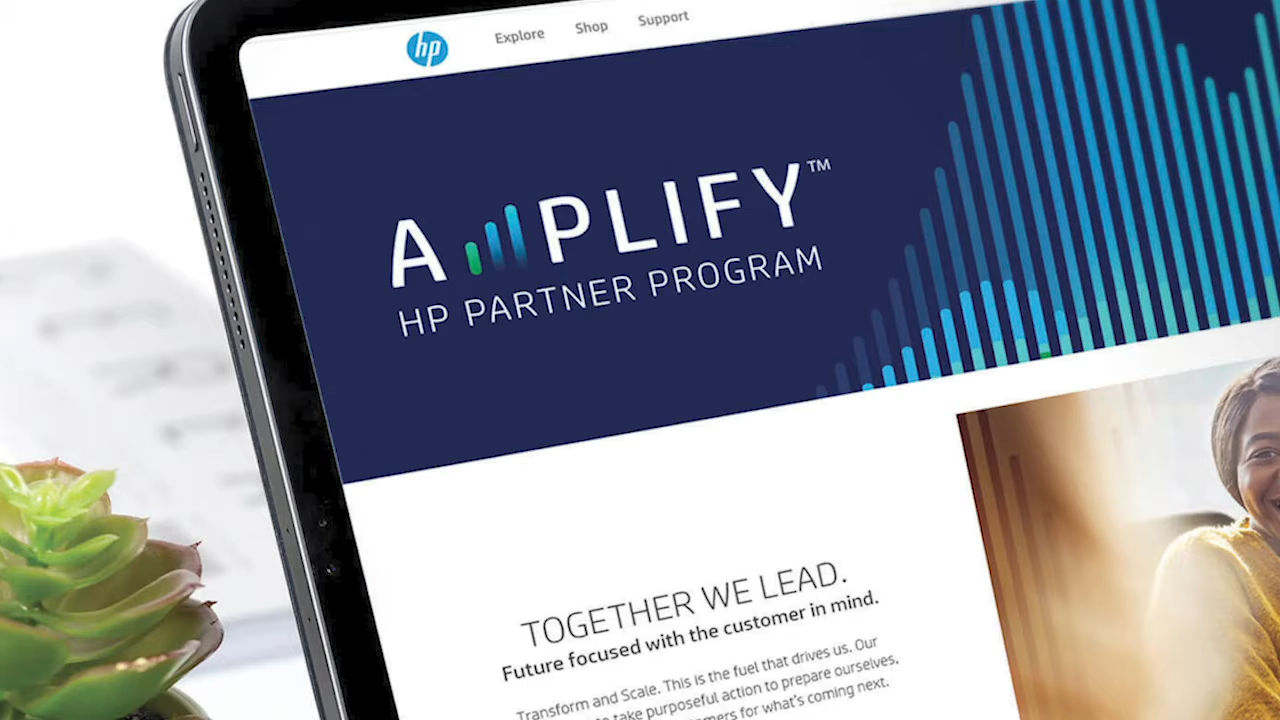 hp Explore Shop Support
AMPLIFY™
HP PARTNER PROGRAM
TOGETHER WE LEAD.
Future focused with the customer in mind.
Transform and Scale. This is the fuel that drives us. Our
to take purposeful action to prepare ourselves,
for what's coming next.